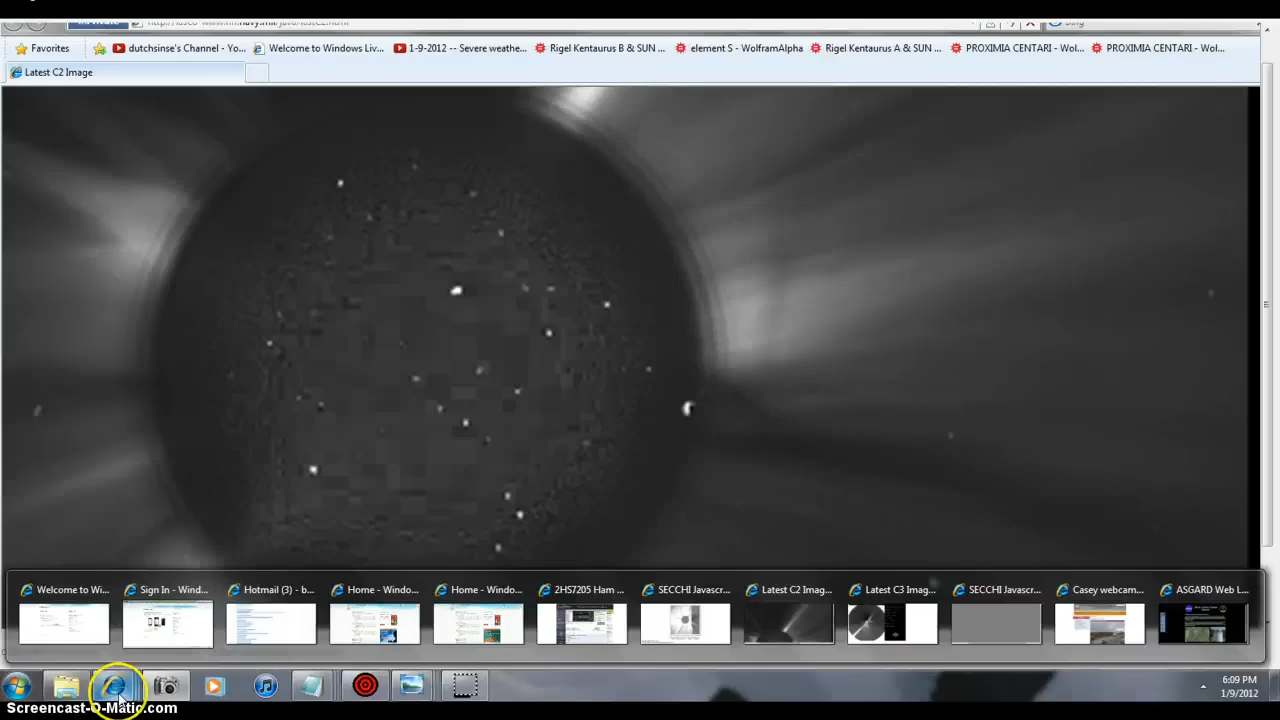 Favorites
dutchsinse's Channel - Yo...
Welcome to Windows Liv...
1-9-2012 -- Severe weathe...
Rigel Kentaurus B & SUN ...
element S - WolframAlpha
Rigel Kentaurus A & SUN ...
PROXIMIA CENTARI - Wol...
PROXIMIA CENTARI - Wol...
Latest C2 Image
Welcome to Wi...
Sign In - Wind...
Hotmail (3) - b...
Home - Windo...
Home - Windo...
2HS7205 Ham ...
SECCHI Javascr...
Latest C2 Imag...
Latest C3 Imag...
SECCHI Javascr...
Casey webcam...
ASGARD Web L...
6:09 PM
1/9/2012
Screencast-O-Matic.com